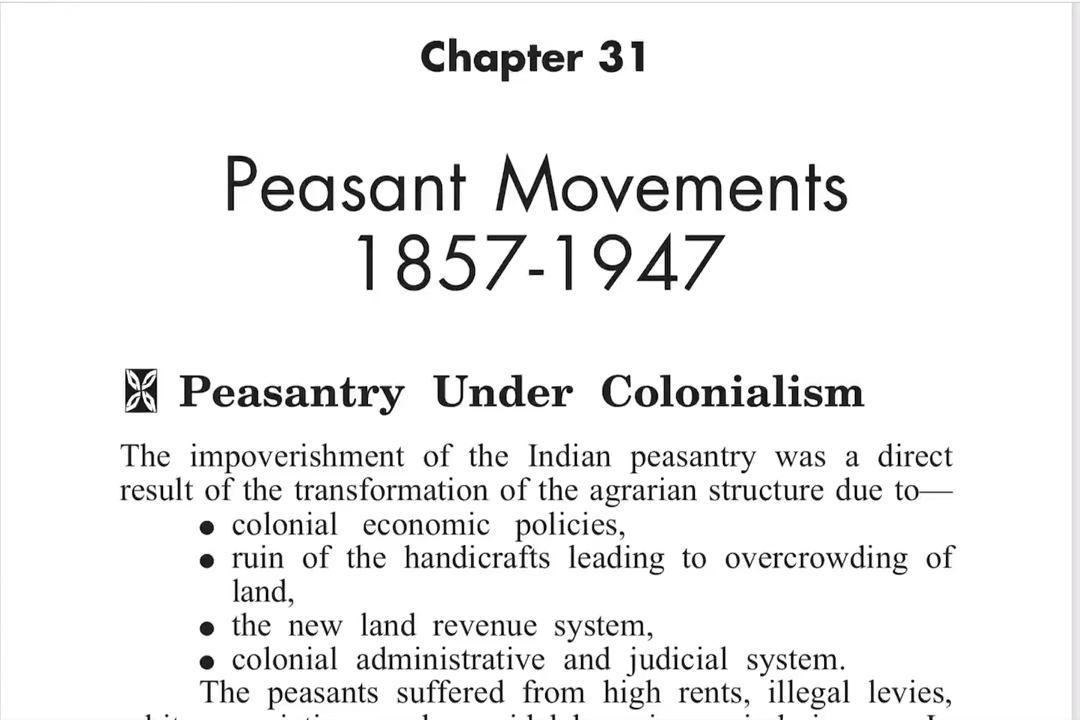 Chapter 31
Peasant Movements
1857-1947
Peasantry Under Colonialism
The impoverishment of the Indian peasantry was a direct
result of the transformation of the agrarian structure due to—
● colonial economic policies,
● ruin of the handicrafts leading to overcrowding of
land,
● the new land revenue system,
● colonial administrative and judicial system.
The peasants suffered from high rents, illegal levies,